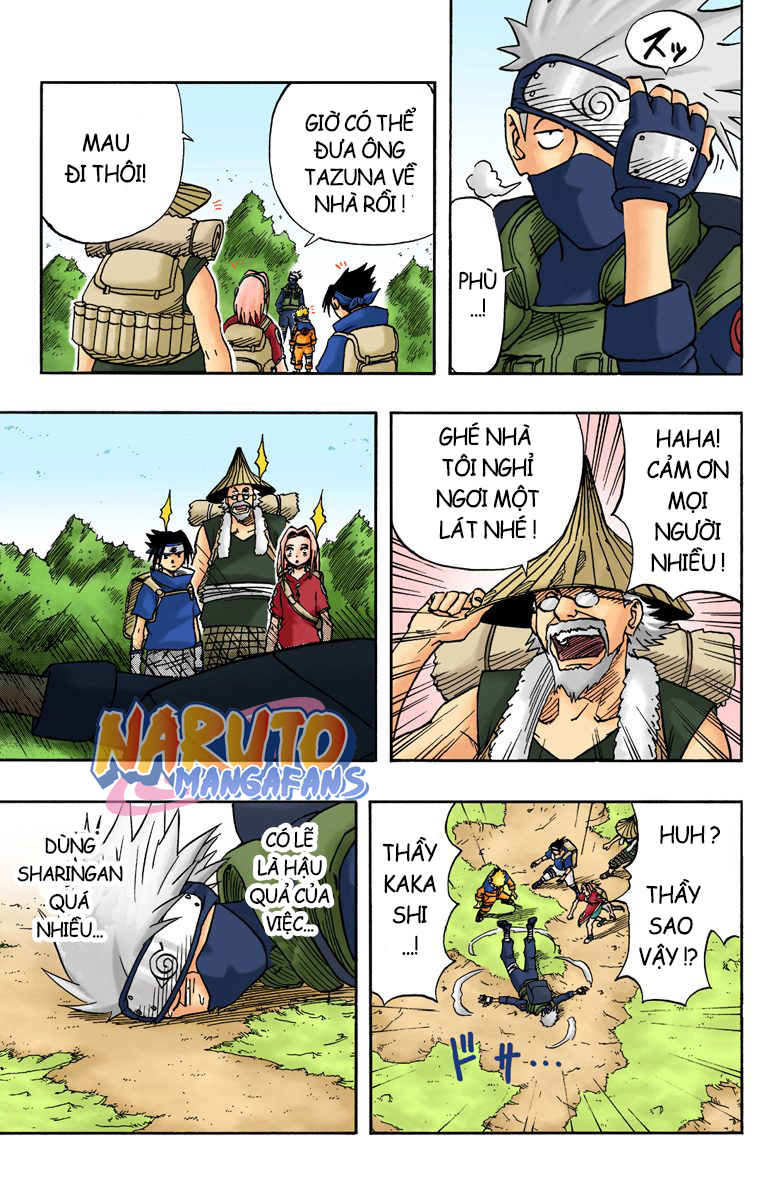 スッ
PHÙ
...!
GIỜ CÓ THỂ
ĐƯA ÔNG
TAZUNA VỀ
NHÀ RỒI !
MAU
ĐI THÔI!
HAHA!
CẢM ƠN
MỌI
NGƯỜI
NHIỀU !
GHÉ NHÀ
TÔI NGHỈ
NGƠI MỘT
LÁT NHÉ !
NARUTO
MANGAFANS
HUH ?
THẦY
SAO
VẬY !?
THẦY
KAKA
SHI
...!
ドサ...
CÓ LẼ
LÀ HẬU
QUẢ CỦA
VIỆC...
DÙNG
SHARINGAN
QUÁ
NHIỀU...